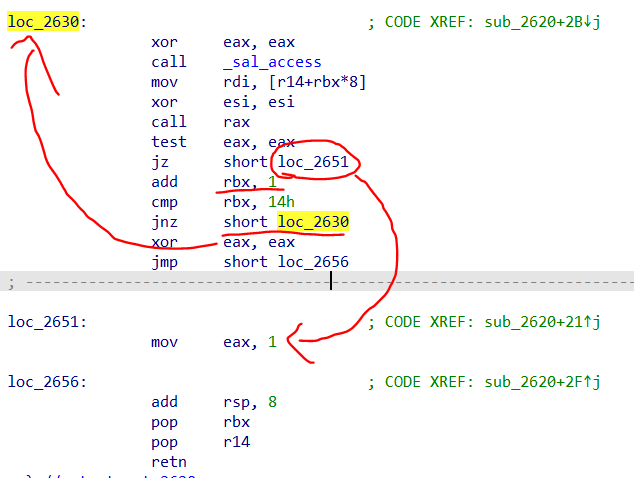 loc_2630: ; CODE XREF: sub_2620+2B↓j
xor eax, eax
call _sal_access
mov rdi, [r14+rbx*8]
xor esi, esi
call rax
test eax, eax
jz short loc_2651
add rbx, 1
cmp rbx, 14h
jnz short loc_2630
xor eax, eax
jmp short loc_2656
; ---------------------------------------------------------------
loc_2651: ; CODE XREF: sub_2620+21↑j
mov eax, 1
loc_2656: ; CODE XREF: sub_2620+2F↑j
add rsp, 8
pop rbx
pop r14
retn